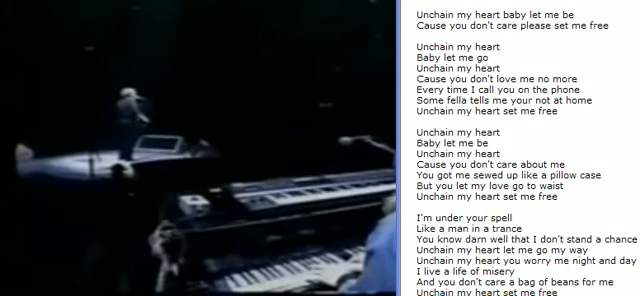 Unchain my heart baby let me be
Cause you don't care please set me free
Unchain my heart
Baby let me go
Unchain my heart
Cause you don't love me no more
Every time I call you on the phone
Some fella tells me your not at home
Unchain my heart set me free
Unchain my heart
Baby let me be
Unchain my heart
Cause you don't care about me
You got me sewed up like a pillow case
But you let my love go to waist
Unchain my heart set me free
I'm under your spell
Like a man in a trance
You know darn well that I don't stand a chance
Unchain my heart let me go my way
Unchain my heart you worry me night and day
I live a life of misery
And you don't care a bag of beans for me
Unchain my heart set me free